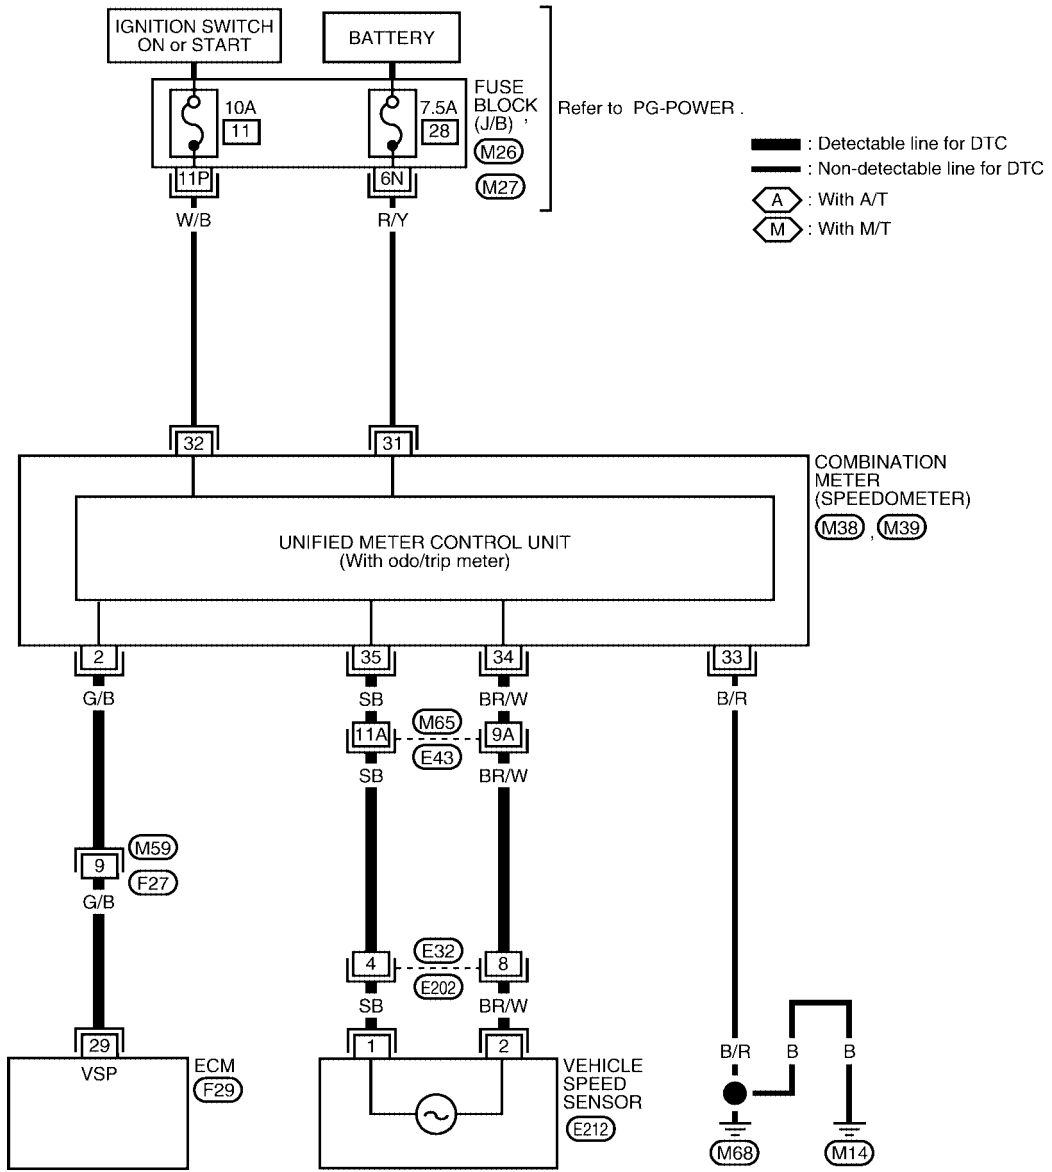 IGNITION SWITCH
ON or START
BATTERY
10A
11
7.5A
28
FUSE
BLOCK
(J/B) ,
M26
M27
Refer to PG-POWER .
: Detectable line for DTC
: Non-detectable line for DTC
A : With A/T
M : With M/T
11P
6N
W/B
R/Y
32
31
COMBINATION
METER
(SPEEDOMETER)
M38 , M39
UNIFIED METER CONTROL UNIT
(With odo/trip meter)
2
35
34
33
G/B
SB
BR/W
B/R
11A
M65
E43
9A
SB
BR/W
9
M59
F27
G/B
4
E32
E202
8
SB
BR/W
29
VSP
ECM
F29
1
2
VEHICLE
SPEED
SENSOR
E212
B/R
B
B
M68
M14